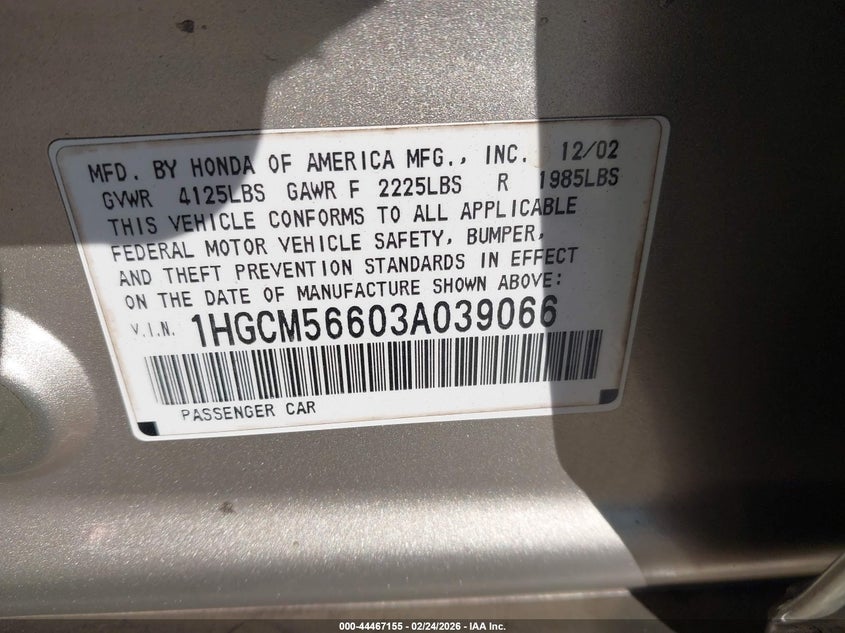 MFD. BY HONDA OF AMERICA MFG., INC. 12/02
GVWR 4125LBS GAWR F 2225LBS R 1985LBS
THIS VEHICLE CONFORMS TO ALL APPLICABLE
FEDERAL MOTOR VEHICLE SAFETY, BUMPER,
AND THEFT PREVENTION STANDARDS IN EFFECT
ON THE DATE OF MANUFACTURE SHOWN ABOVE:
V.I.N. 1HGCM56603A039066
PASSENGER CAR
000-44467155 - 02/24/2026 - IAA Inc.